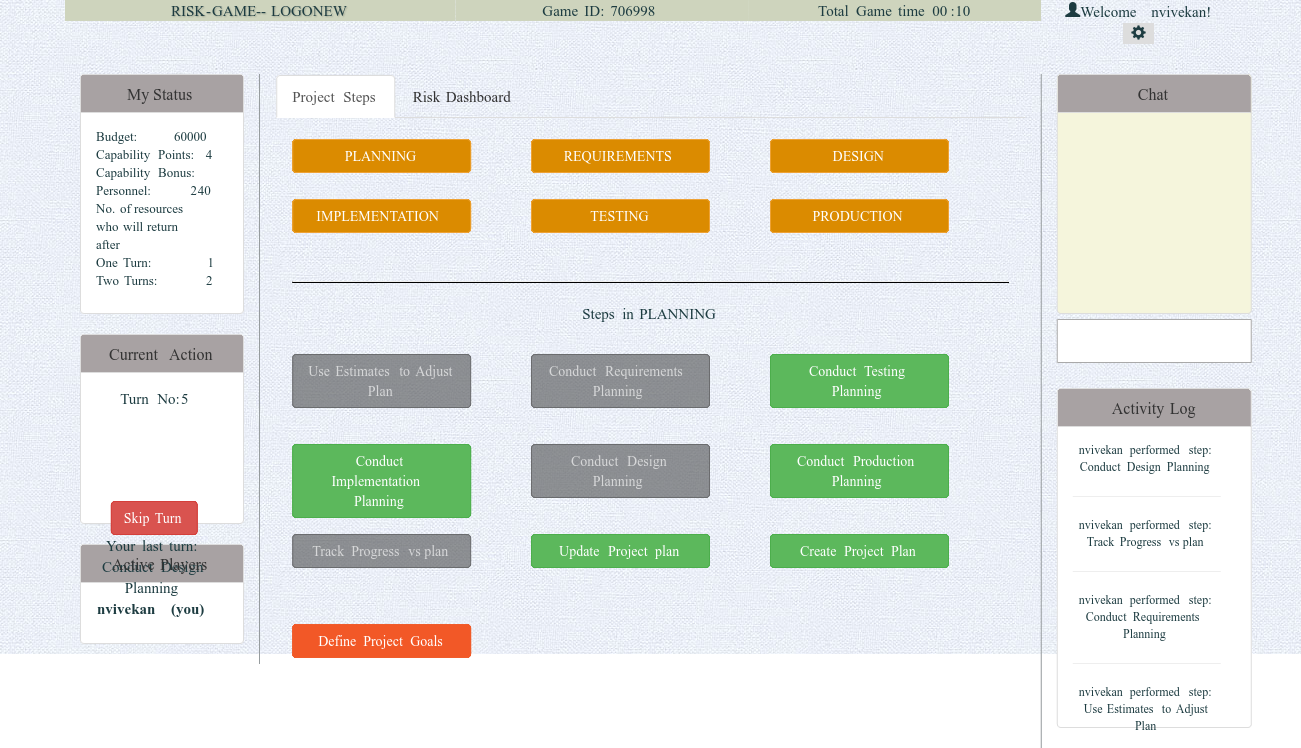 RISK-GAME-- LOGONEW
Game ID: 706998
Total Game time 00:10
Welcome nvivekan!
My Status
Budget: 60000
Capability Points: 4
Capability Bonus:
Personnel: 240
No. of resources
who will return
after
One Turn: 1
Two Turns: 2
Current Action
Turn No:5
Skip Turn
Your last turn:
Conduct Design
Planning
Active Players
nvivekan (you)
Project Steps
Risk Dashboard
PLANNING
REQUIREMENTS
DESIGN
IMPLEMENTATION
TESTING
PRODUCTION
Steps in PLANNING
Use Estimates to Adjust
Plan
Conduct Requirements
Planning
Conduct Testing
Planning
Conduct
Implementation
Planning
Conduct Design
Planning
Conduct Production
Planning
Track Progress vs plan
Update Project plan
Create Project Plan
Define Project Goals
Chat
Activity Log
nvivekan performed step:
Conduct Design Planning
nvivekan performed step:
Track Progress vs plan
nvivekan performed step:
Conduct Requirements
Planning
nvivekan performed step:
Use Estimates to Adjust
Plan